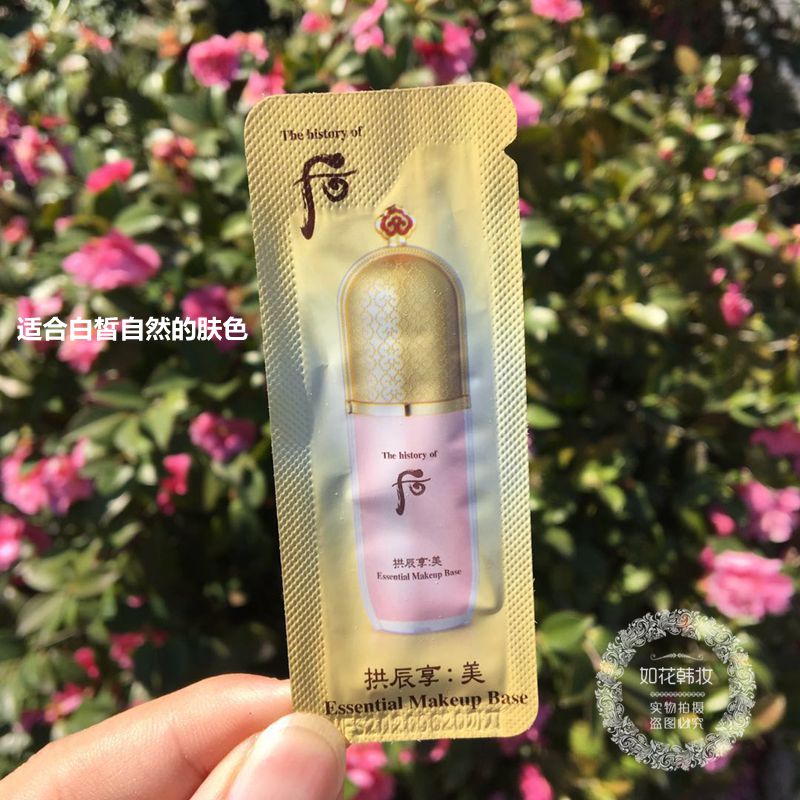 The history of
后
适合白皙自然的肤色
The history of
后
拱辰享:美
Essential Makeup Base
拱辰享:美
Essential Makeup Base
如花韩妆
实物拍摄
盗图必究